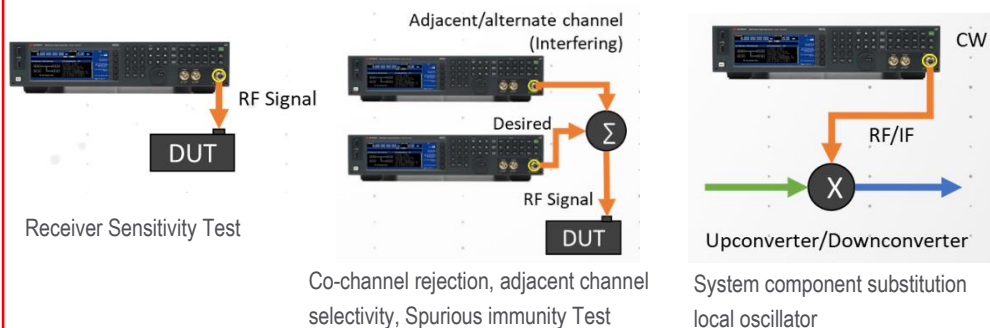 RF Signal
DUT
Receiver Sensitivity Test
Adjacent/alternate channel
(Interfering)
Desired
Σ
RF Signal
DUT
Co-channel rejection, adjacent channel
selectivity, Spurious immunity Test
CW
RF/IF
X
Upconverter/Downconverter
System component substitution
local oscillator